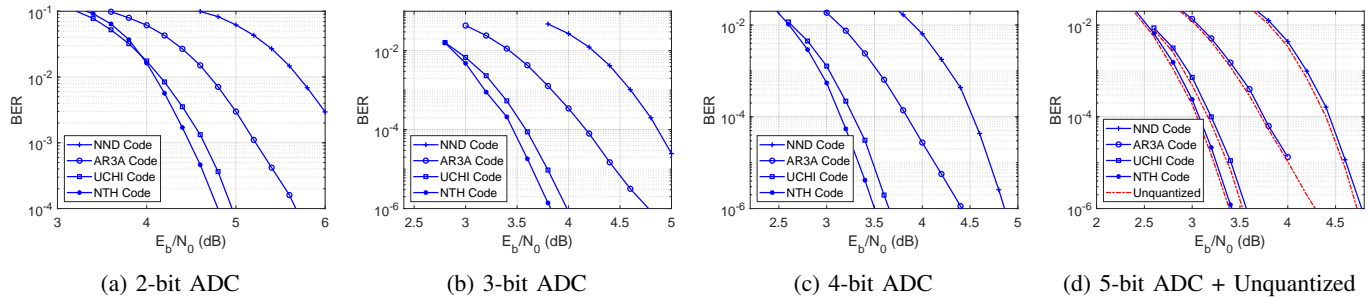 10^-1
10^-2
10^-3
10^-4
BER
3
4
5
6
E_b/N_0 (dB)
NND Code
AR3A Code
UCHI Code
NTH Code
(a) 2-bit ADC
10^-2
10^-4
10^-6
BER
2.5
3
3.5
4
4.5
5
E_b/N_0 (dB)
NND Code
AR3A Code
UCHI Code
NTH Code
(b) 3-bit ADC
10^-2
10^-4
10^-6
BER
2.5
3
3.5
4
4.5
5
E_b/N_0 (dB)
NND Code
AR3A Code
UCHI Code
NTH Code
(c) 4-bit ADC
10^-2
10^-4
10^-6
BER
2
2.5
3
3.5
4
4.5
E_b/N_0 (dB)
NND Code
AR3A Code
UCHI Code
NTH Code
Unquantized
(d) 5-bit ADC + Unquantized